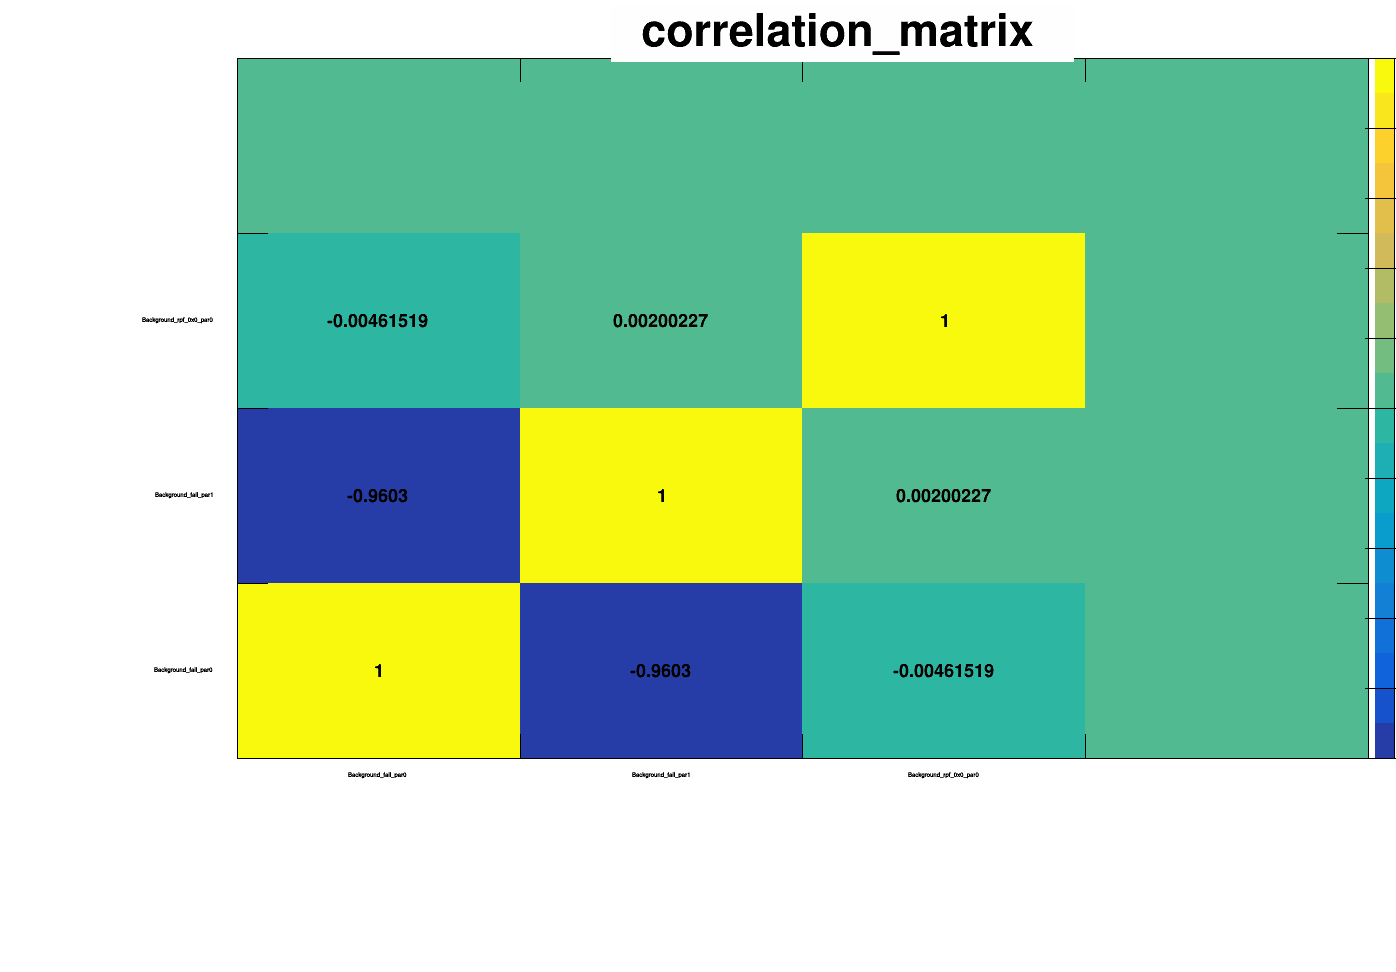 correlation_matrix
Background_rpf_0x0_par0
-0.00461519
0.00200227
1
Background_fail_par1
-0.9603
1
0.00200227
Background_fail_par0
1
-0.9603
-0.00461519
Background_fail_par0
Background_fail_par1
Background_rpf_0x0_par0